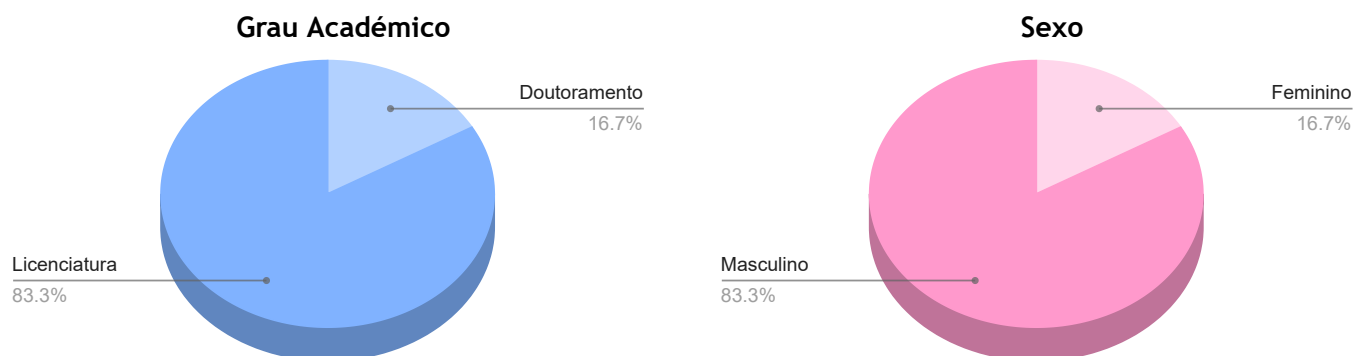 Grau Académico
Doutoramento
16.7%
Licenciatura
83.3%
Sexo
Feminino
16.7%
Masculino
83.3%